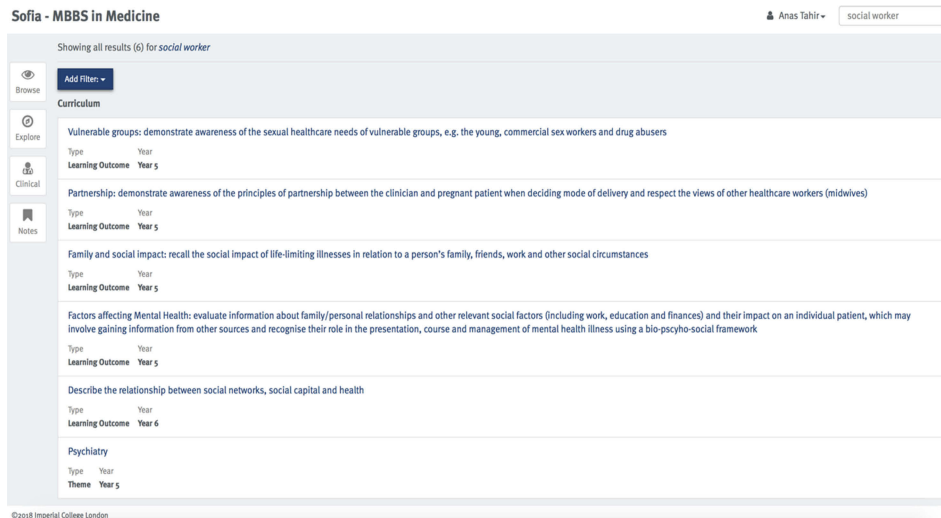 Sofia - MBBS in Medicine
Anas Tahir
social worker
Showing all results (6) for social worker
Browse
Add Filter:
Curriculum
Explore
Clinical
Notes
Vulnerable groups: demonstrate awareness of the sexual healthcare needs of vulnerable groups, e.g. the young, commercial sex workers and drug abusers
Type Year
Learning Outcome Year 5
Partnership: demonstrate awareness of the principles of partnership between the clinician and pregnant patient when deciding mode of delivery and respect the views of other healthcare workers (midwives)
Type Year
Learning Outcome Year 5
Family and social impact: recall the social impact of life-limiting illnesses in relation to a person's family, friends, work and other social circumstances
Type Year
Learning Outcome Year 5
Factors affecting Mental Health: evaluate information about family/personal relationships and other relevant social factors (including work, education and finances) and their impact on an individual patient, which may
involve gaining information from other sources and recognise their role in the presentation, course and management of mental health illness using a bio-pscyho-social framework
Type Year
Learning Outcome Year 5
Describe the relationship between social networks, social capital and health
Type Year
Learning Outcome Year 6
Psychiatry
Type Year
Theme Year 5
©2018 Imperial College London